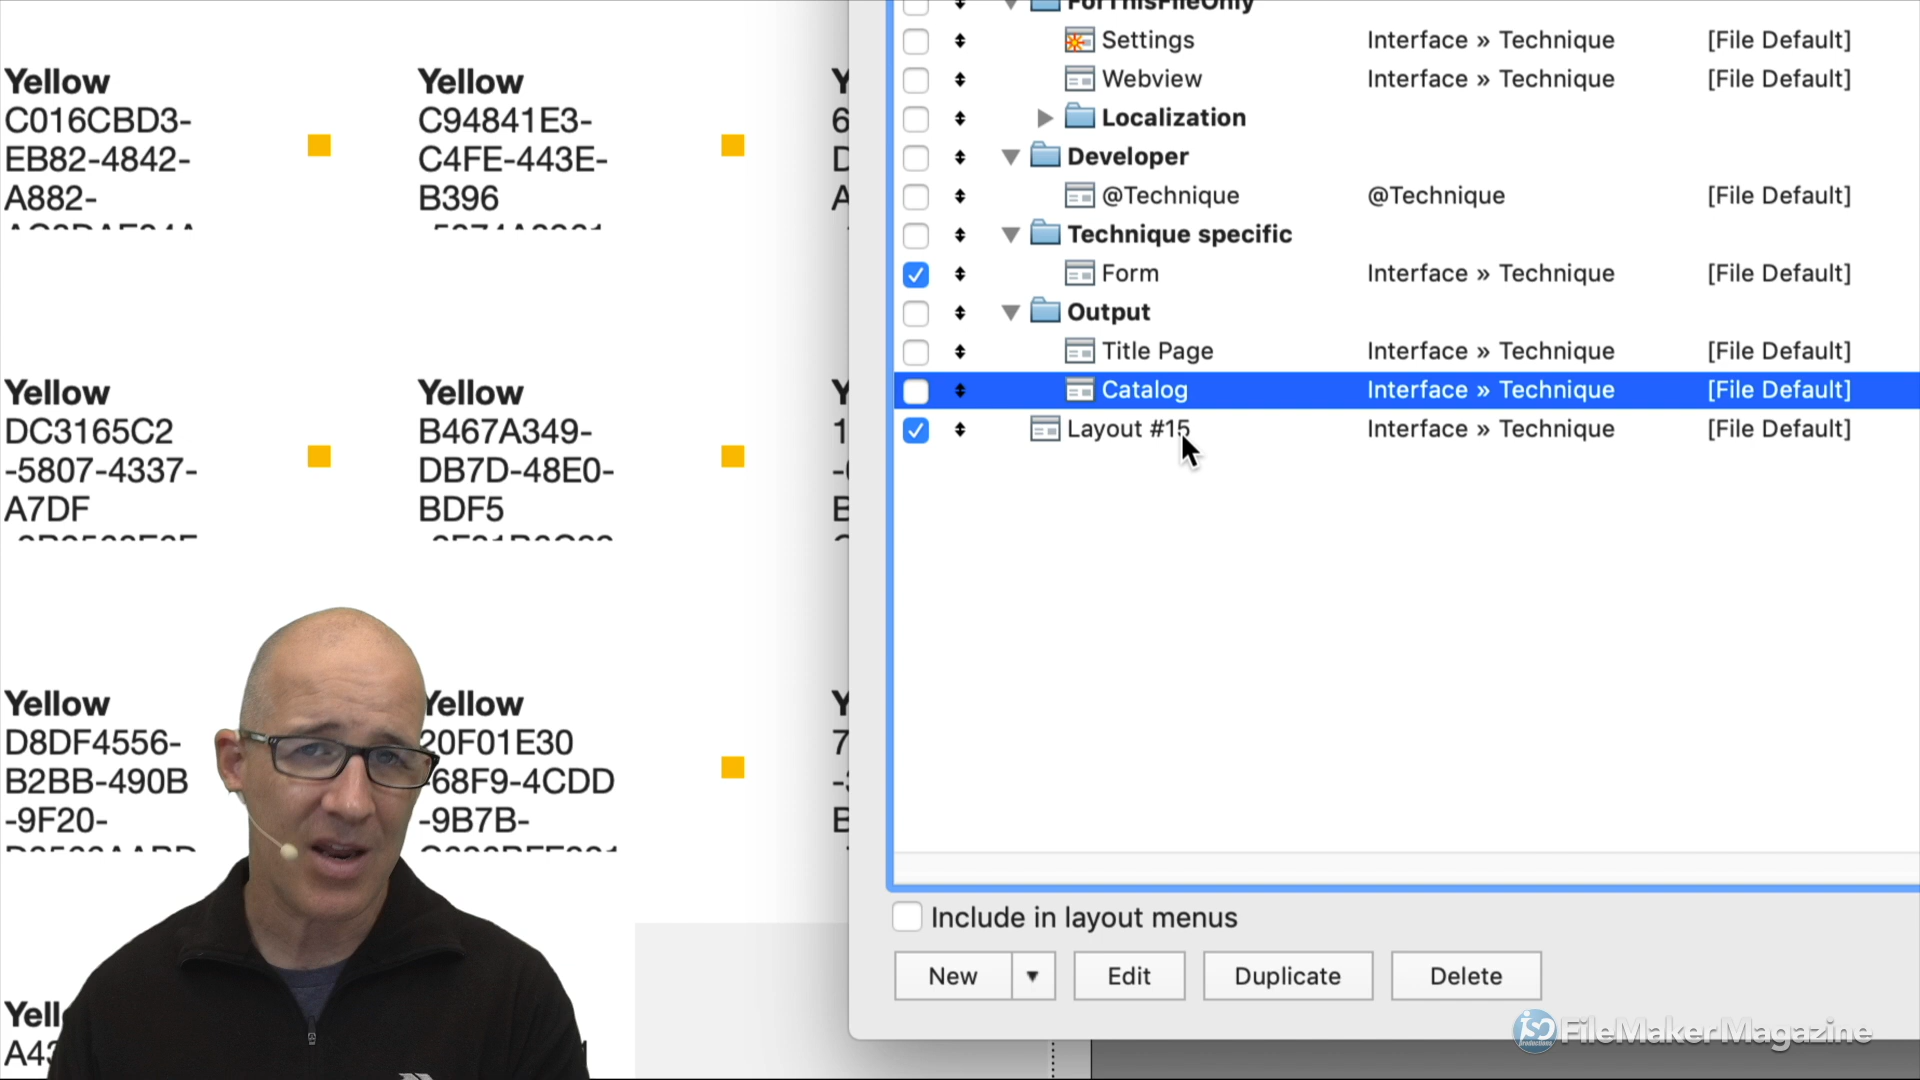 Yellow
C016CBD3-
EB82-4842-
A882-
Yellow
C94841E3-
C4FE-443E-
B396
Yellow
DC3165C2
-5807-4337-
A7DF
Yellow
B467A349-
DB7D-48E0-
BDF5
Yellow
D8DF4556-
B2BB-490B
-9F20-
Yellow
20F01E30
-68F9-4CDD
-9B7B-
ForThisFileOnly
Settings Interface » Technique [File Default]
Webview Interface » Technique [File Default]
Localization
Developer
@Technique @Technique [File Default]
Technique specific
Form Interface » Technique [File Default]
Output
Title Page Interface » Technique [File Default]
Catalog Interface » Technique [File Default]
Layout #15 Interface » Technique [File Default]
Include in layout menus
New Edit Duplicate Delete
FileMakerMagazine